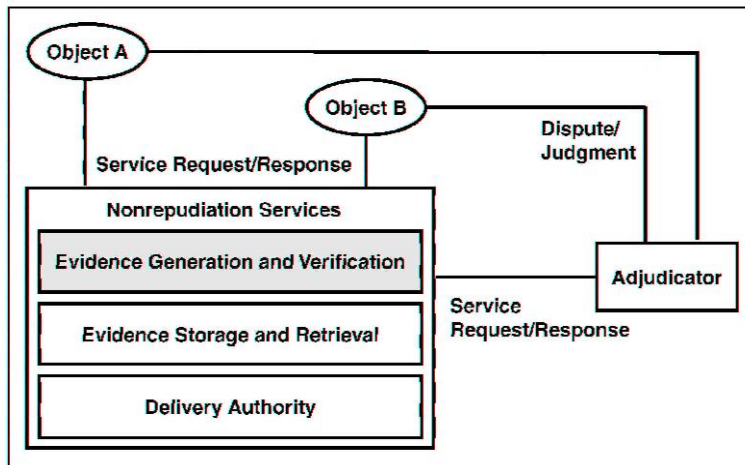 Object A
Object B
Dispute/
Judgment
Service Request/Response
Nonrepudiation Services
Evidence Generation and Verification
Adjudicator
Service
Request/Response
Evidence Storage and Retrieval
Delivery Authority